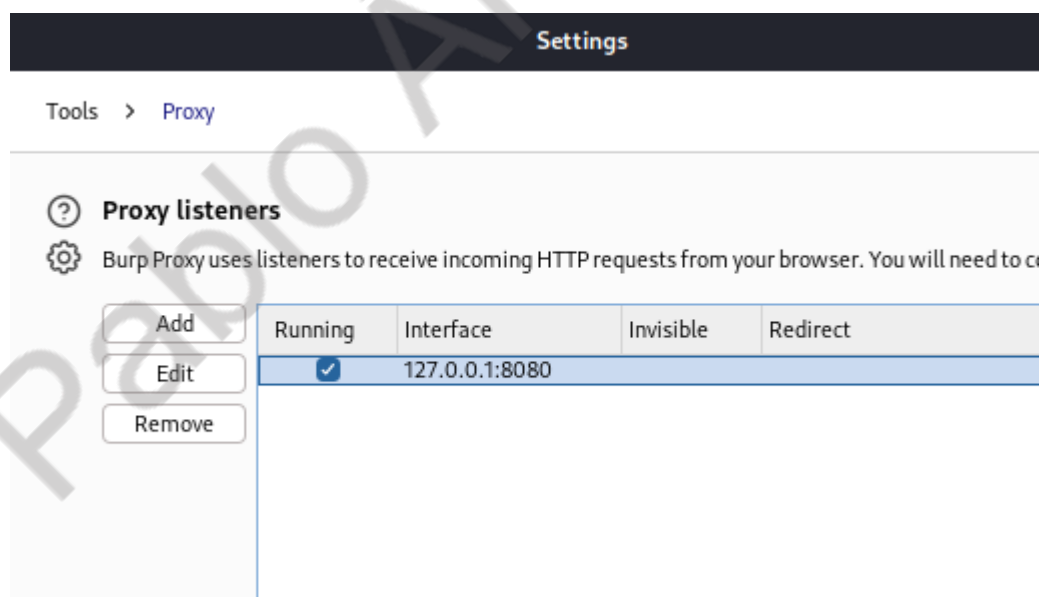 Settings
Tools > Proxy
Proxy listeners
Burp Proxy uses listeners to receive incoming HTTP requests from your browser. You will need to
Add
Running Interface Invisible Redirect
Edit
127.0.0.1:8080
Remove
Pablo